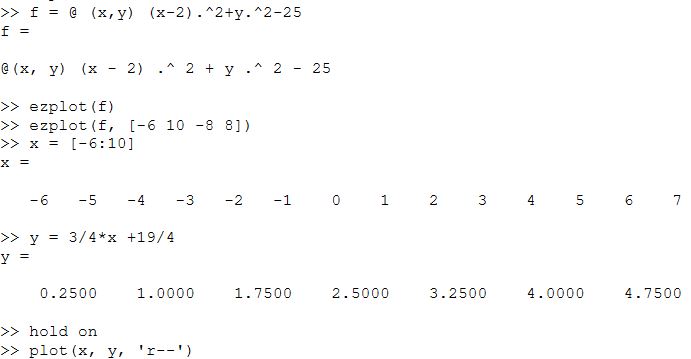 >> f = @ (x,y) (x-2).^2+y.^2-25
f =
@(x, y) (x - 2) .^ 2 + y .^ 2 - 25
>> ezplot(f)
>> ezplot(f, [-6 10 -8 8])
>> x = [-6:10]
x =
-6 -5 -4 -3 -2 -1 0 1 2 3 4 5 6 7
>> y = 3/4*x +19/4
y =
0.2500 1.0000 1.7500 2.5000 3.2500 4.0000 4.7500
>> hold on
>> plot(x, y, 'r--')